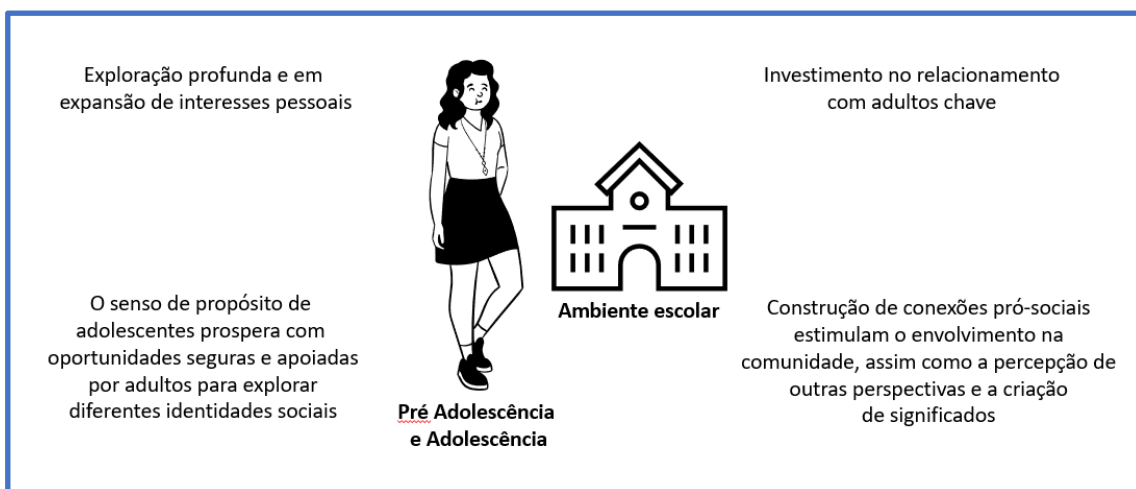 Exploração profunda e em
expansão de interesses pessoais
Investimento no relacionamento
com adultos chave
O senso de propósito de
adolescentes prospera com
oportunidades seguras e apoiadas
por adultos para explorar
diferentes identidades sociais
Pré Adolescência
e Adolescência
Ambiente escolar
Construção de conexões pró-sociais
estimulam o envolvimento na
comunidade, assim como a percepção de
outras perspectivas e a criação
de significados